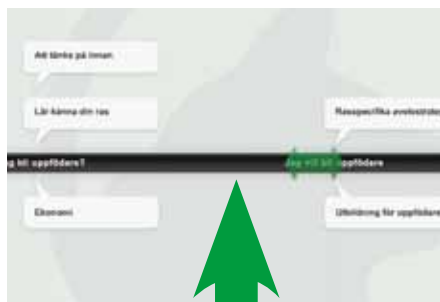 Att tänka på innan
Lär känna din ras
Rasspecifika avelsstrate
g bli uppfödare?
Jag vill bli uppfödare
Ekonomi
Utbildning för uppfödare